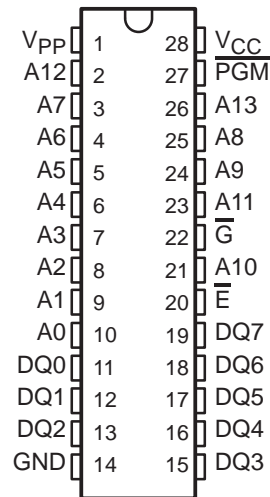 VPP 1 28 VCC
A12 2 27 PGM
A7 3 26 A13
A6 4 25 A8
A5 5 24 A9
A4 6 23 A11
A3 7 22 G
A2 8 21 A10
A1 9 20 E
A0 10 19 DQ7
DQ0 11 18 DQ6
DQ1 12 17 DQ5
DQ2 13 16 DQ4
GND 14 15 DQ3